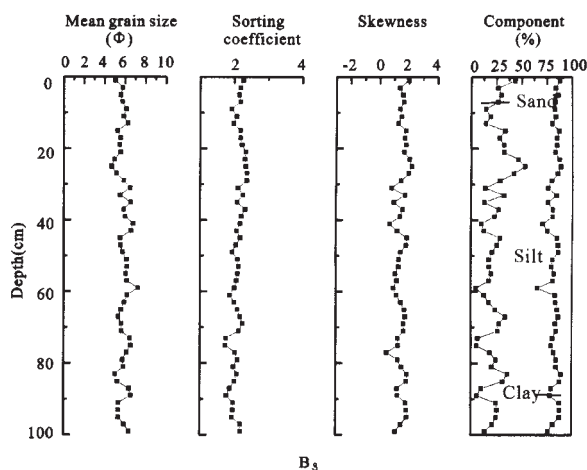 Mean grain size
(Φ)
Sorting
coefficient
Skewness
Component
(%)
0 2 4 6 8 10
2 4
-2 0 2 4
0 25 50 75 100
0
20
40
60
80
100
Depth(cm)
Sand
Silt
Clay
B3